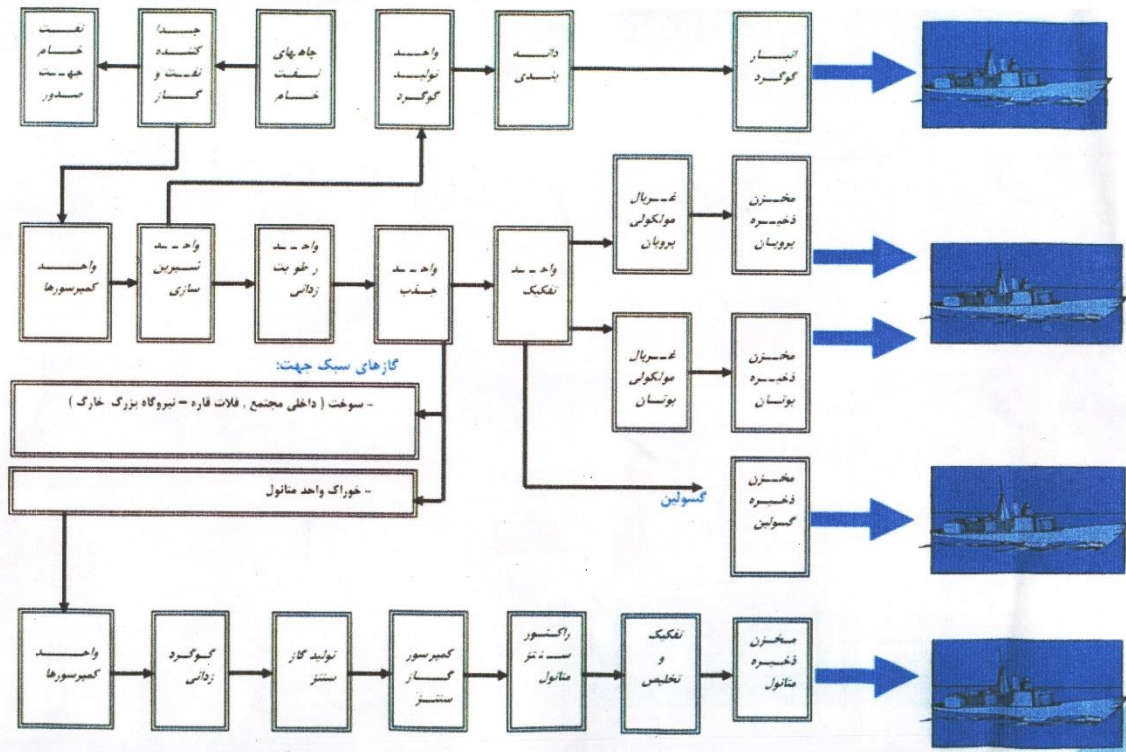 نفت
خام
جهت
صدور
جدا
کننده
نفت و
گاز
چاههای
نفت
خام
واحد
تولید
گوگرد
دانه
بندی
انبار
گوگرد
واحد
کمپرسورها
واحد
شیرین
سازی
واحد
رطوبت
زدائی
واحد
جذب
واحد
تفکیک
غربال
مولکولی
پروپان
مخزن
ذخیره
پروپان
غربال
مولکولی
بوتان
مخزن
ذخیره
بوتان
گازهای سبک جهت:
- سوخت ( داخلی مجتمع , فلات قاره - نیروگاه بزرگ خارگ )
- خوراک واحد متانول
گسولین
مخزن
ذخیره
گسولین
واحد
کمپرسورها
گوگرد
زدائی
تولید گاز
سنتز
کمپرسور
گاز
سنتز
راکتور
سنتز
متانول
تفکیک
و
تخلیص
مخزن
ذخیره
متانول